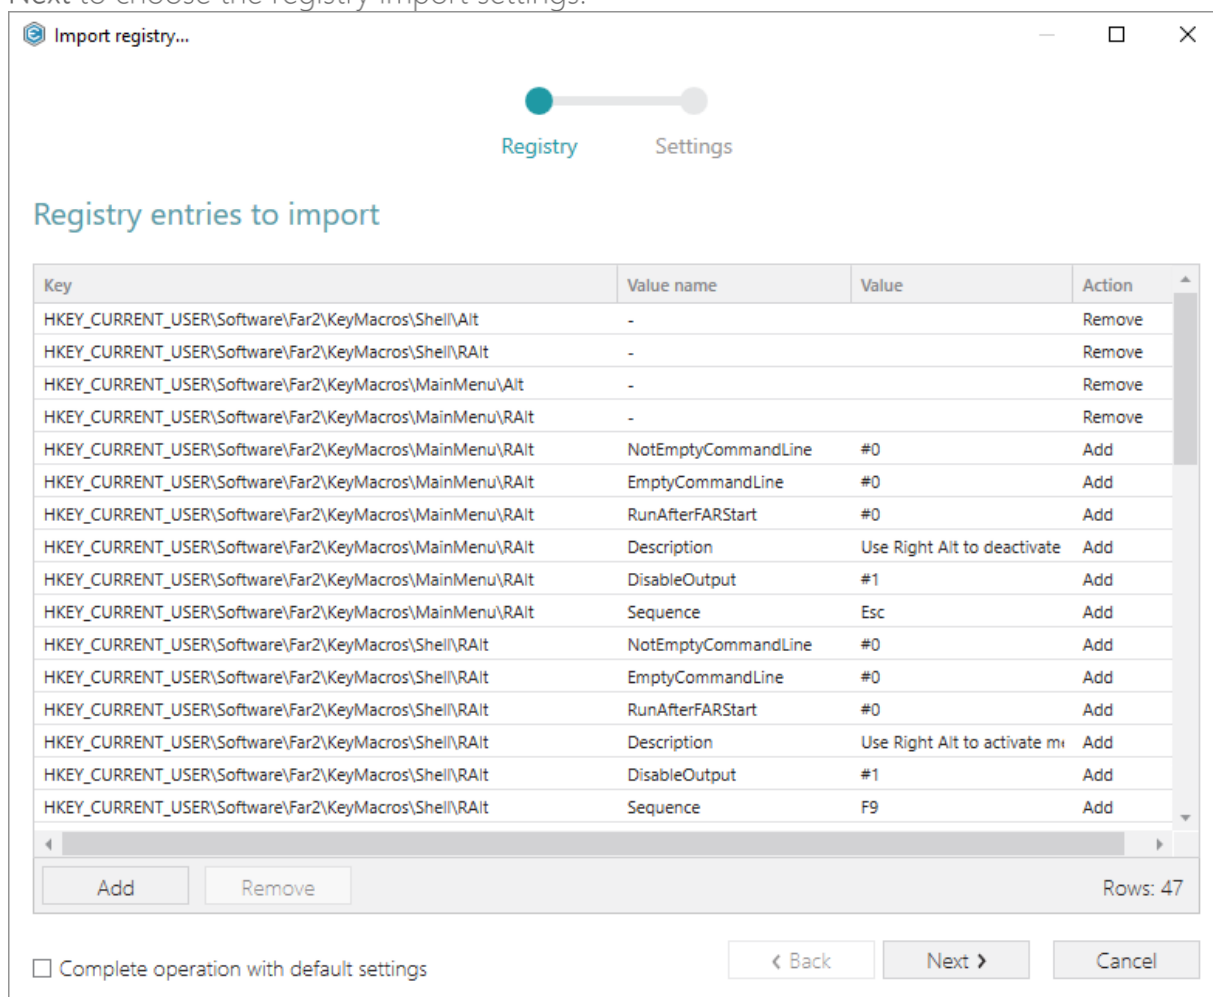 Next to choose the registry import settings.
Import registry...
Registry Settings
Registry entries to import
Key Value name Value Action
HKEY_CURRENT_USER\Software\Far2\KeyMacros\Shell\Alt - Remove
HKEY_CURRENT_USER\Software\Far2\KeyMacros\Shell\RAlt - Remove
HKEY_CURRENT_USER\Software\Far2\KeyMacros\MainMenu\Alt - Remove
HKEY_CURRENT_USER\Software\Far2\KeyMacros\MainMenu\RAlt - Remove
HKEY_CURRENT_USER\Software\Far2\KeyMacros\MainMenu\RAlt NotEmptyCommandLine #0 Add
HKEY_CURRENT_USER\Software\Far2\KeyMacros\MainMenu\RAlt EmptyCommandLine #0 Add
HKEY_CURRENT_USER\Software\Far2\KeyMacros\MainMenu\RAlt RunAfterFARStart #0 Add
HKEY_CURRENT_USER\Software\Far2\KeyMacros\MainMenu\RAlt Description Use Right Alt to deactivate Add
HKEY_CURRENT_USER\Software\Far2\KeyMacros\MainMenu\RAlt DisableOutput #1 Add
HKEY_CURRENT_USER\Software\Far2\KeyMacros\MainMenu\RAlt Sequence Esc Add
HKEY_CURRENT_USER\Software\Far2\KeyMacros\Shell\RAlt NotEmptyCommandLine #0 Add
HKEY_CURRENT_USER\Software\Far2\KeyMacros\Shell\RAlt EmptyCommandLine #0 Add
HKEY_CURRENT_USER\Software\Far2\KeyMacros\Shell\RAlt RunAfterFARStart #0 Add
HKEY_CURRENT_USER\Software\Far2\KeyMacros\Shell\RAlt Description Use Right Alt to activate Add
HKEY_CURRENT_USER\Software\Far2\KeyMacros\Shell\RAlt DisableOutput #1 Add
HKEY_CURRENT_USER\Software\Far2\KeyMacros\Shell\RAlt Sequence F9 Add
Add Remove Rows: 47
Complete operation with default settings Back Next Cancel